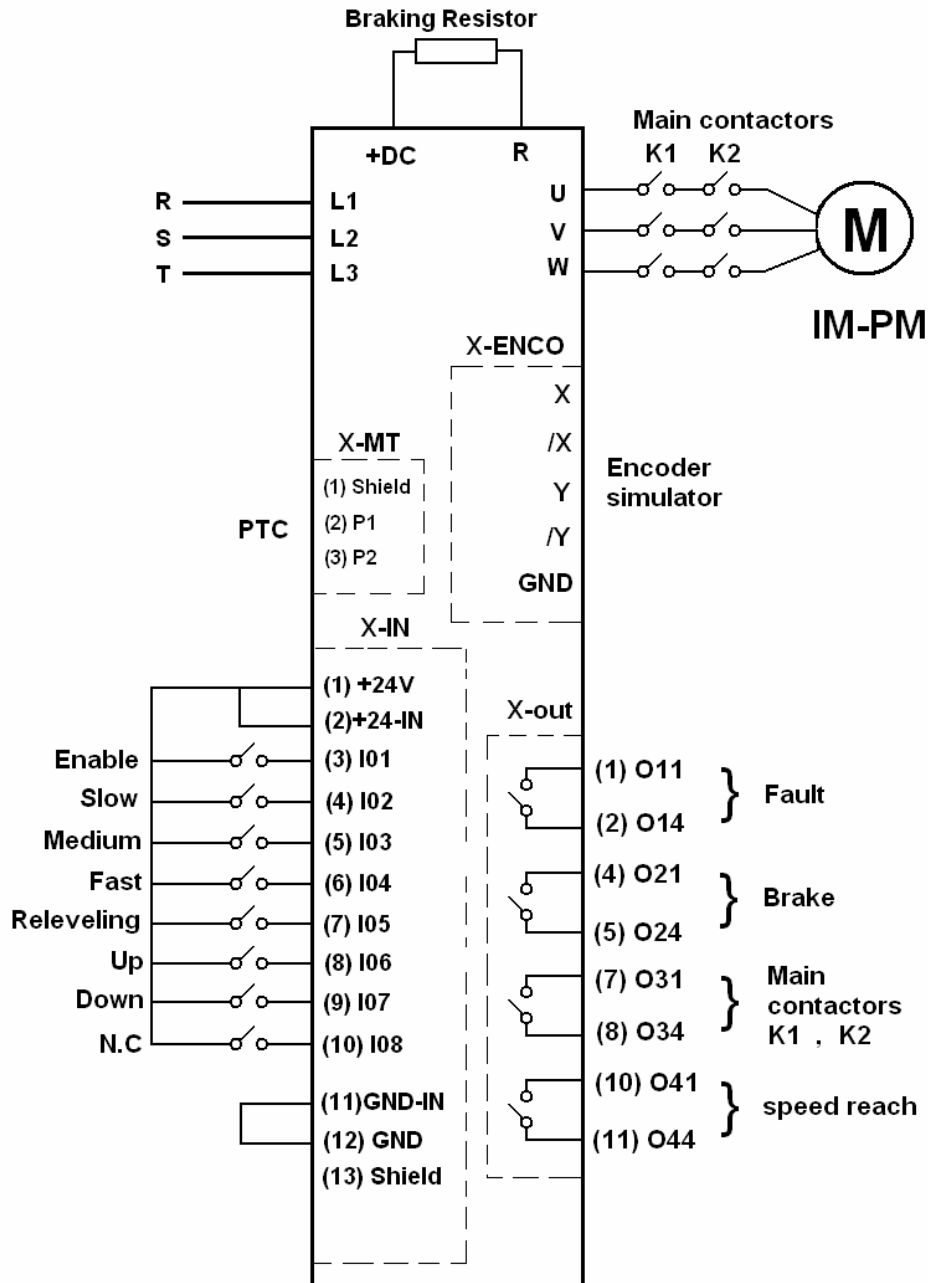 Braking Resistor
Main contactors
K1 K2
+DC R
R L1 U
S L2 V
T L3 W
M
IM-PM
X-ENCO
X
/X
Y
/Y
GND
Encoder
simulator
X-MT
(1) Shield
(2) P1
(3) P2
PTC
X-IN
(1) +24V
(2)+24-IN
Enable (3) I01
Slow (4) I02
Medium (5) I03
Fast (6) I04
Releveling (7) I05
Up (8) I06
Down (9) I07
N.C (10) I08
(11)GND-IN
(12) GND
(13) Shield
X-out
(1) O11
(2) O14
} Fault
(4) O21
(5) O24
} Brake
(7) O31
(8) O34
} Main
contactors
K1 , K2
(10) O41
(11) O44
} speed reach